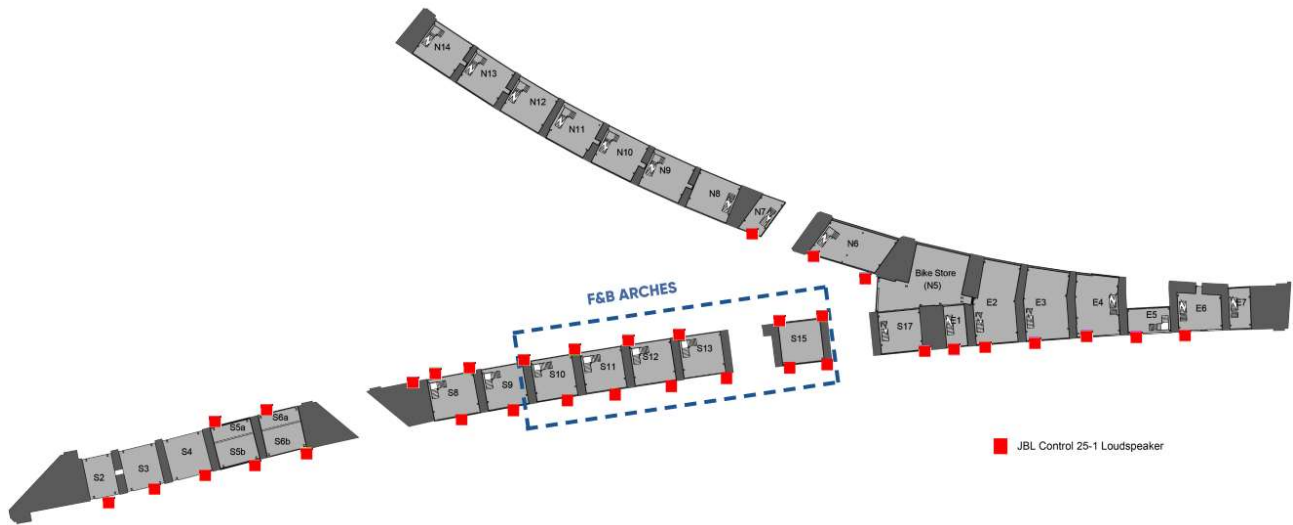 N14
N13
N12
N11
N10
N9
N8
N7
N6
Bike Store
(N5)
E2
E3
E4
E5
E6
E7
S17
E1
F&B ARCHES
S15
S13
S12
S11
S10
S9
S8
S6a
S5a
S6b
S5b
S4
S3
S2
JBL Control 25-1 Loudspeaker